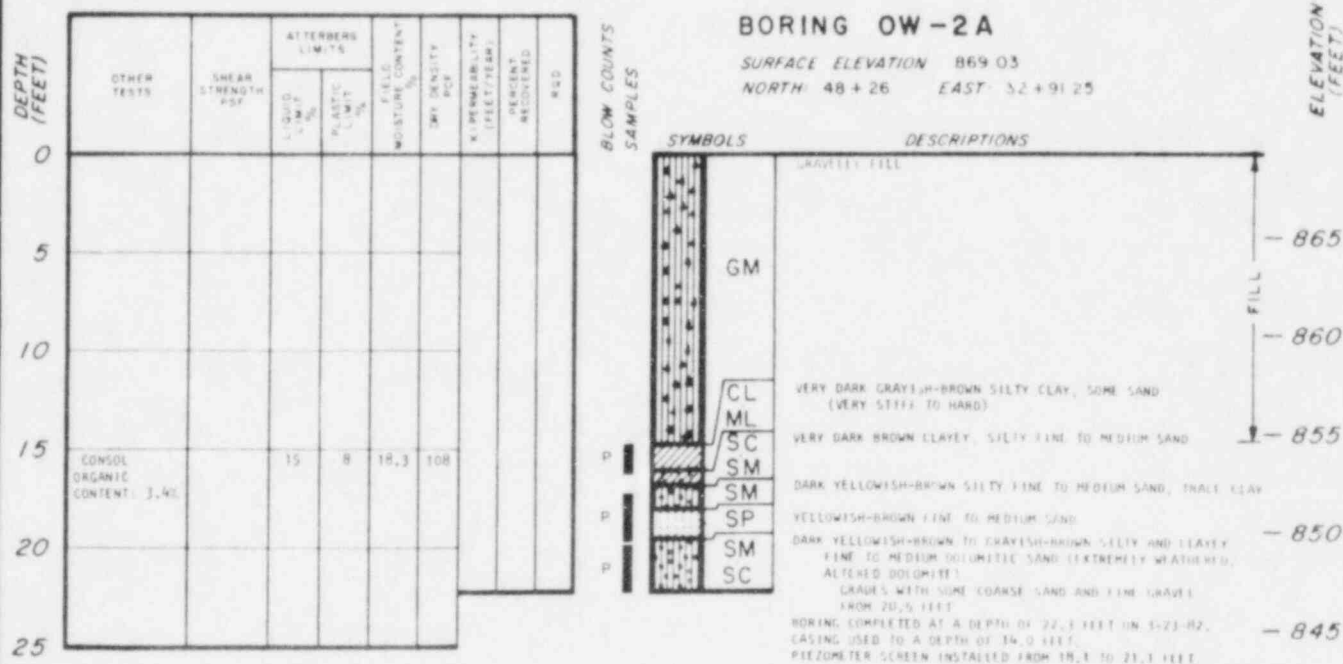 BORING OW-2A
SURFACE ELEVATION 869.03
NORTH: 48+26 EAST: 32+91.25
DEPTH (FEET)
OTHER TESTS
SHEAR STRENGTH PSF
ATTERBERG LIMITS
LIQUID LIMIT %
PLASTIC LIMIT %
FIELD MOISTURE CONTENT %
DRY DENSITY PCF
K(PERMEABILITY (FEET/YEAR)
PERCENT RECOVERED
RQD
BLOW COUNTS
SAMPLES
SYMBOLS
DESCRIPTIONS
ELEVATION (FEET)
0
5
10
15
20
25
CONSOL
ORGANIC
CONTENT: 3.4%
15 8 18.3 108
P
P
P
GM
CL
ML
SC
SM
SM
SP
SM
SC
GRAVELLY FILL
VERY DARK GRAYISH-BROWN SILTY CLAY, SOME SAND
(VERY STIFF TO HARD)
VERY DARK BROWN CLAYEY, SILTY FINE TO MEDIUM SAND
DARK YELLOWISH-BROWN SILTY FINE TO MEDIUM SAND, TRACE CLAY
YELLOWISH-BROWN FINE TO MEDIUM SAND
DARK YELLOWISH-BROWN TO GRAYISH-BROWN SILTY AND CLAYEY
FINE TO MEDIUM DOLOMITIC SAND (EXTREMELY WEATHERED,
ALTERED DOLOMITE)
GRADES WITH SOME COARSE SAND AND FINE GRAVEL
FROM 20.5 FEET
BORING COMPLETED AT A DEPTH OF 22.3 FEET ON 3-23-82.
CASING USED TO A DEPTH OF 14.0 FEET.
PIEZOMETER SCREEN INSTALLED FROM 18.1 TO 21.1 FEET
FILL
865
860
855
850
845